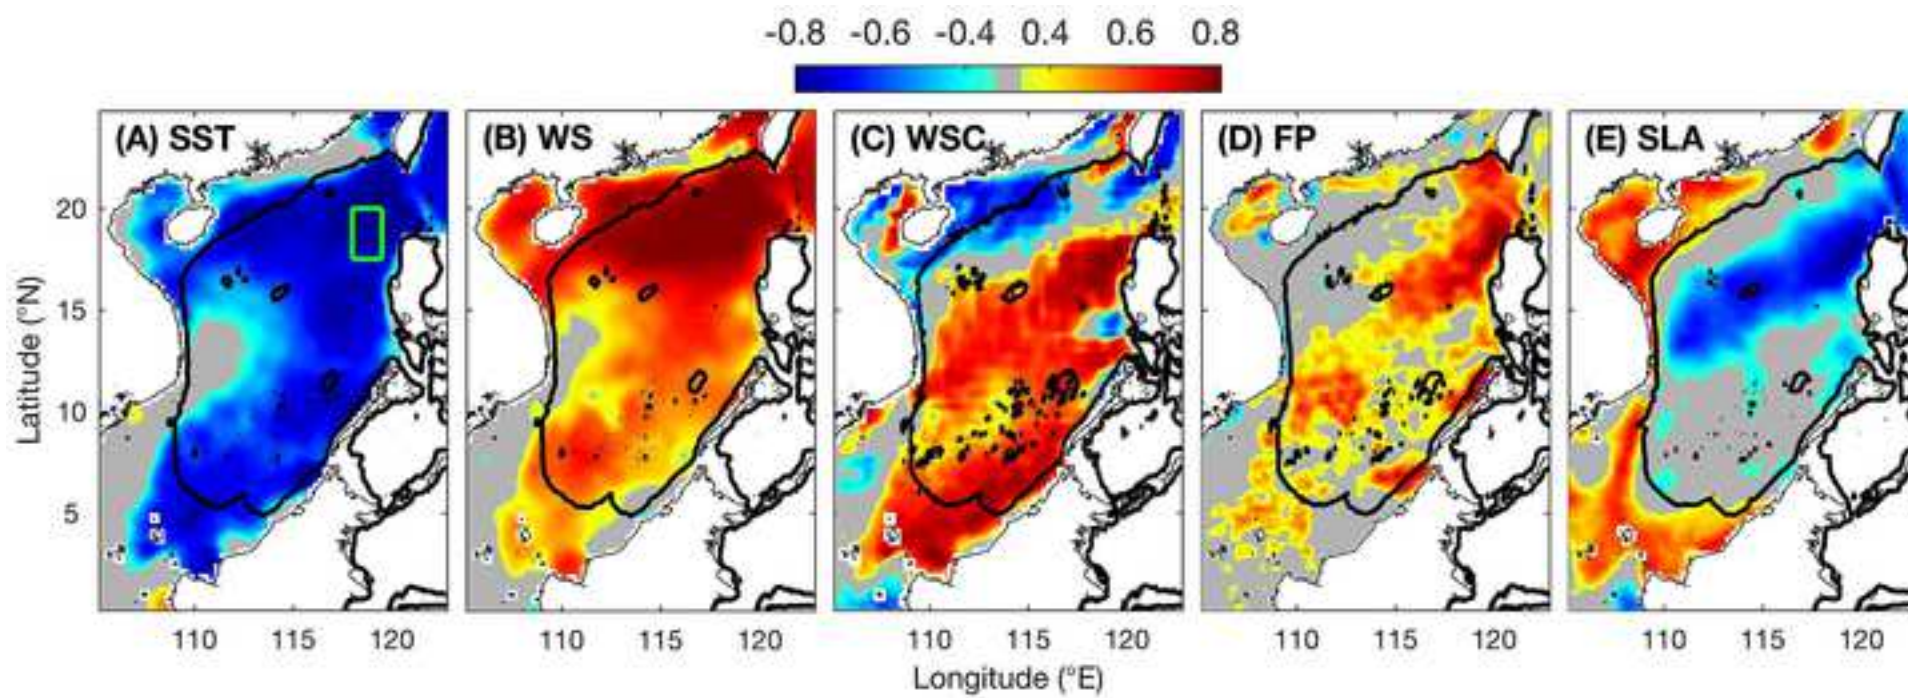 -0.8 -0.6 -0.4 0.4 0.6 0.8
(A) SST (B) WS (C) WSC (D) FP (E) SLA
20
15
10
5
Latitude (°N)
110 115 120 110 115 120 110 115 120 110 115 120 110 115 120
Longitude (°E)